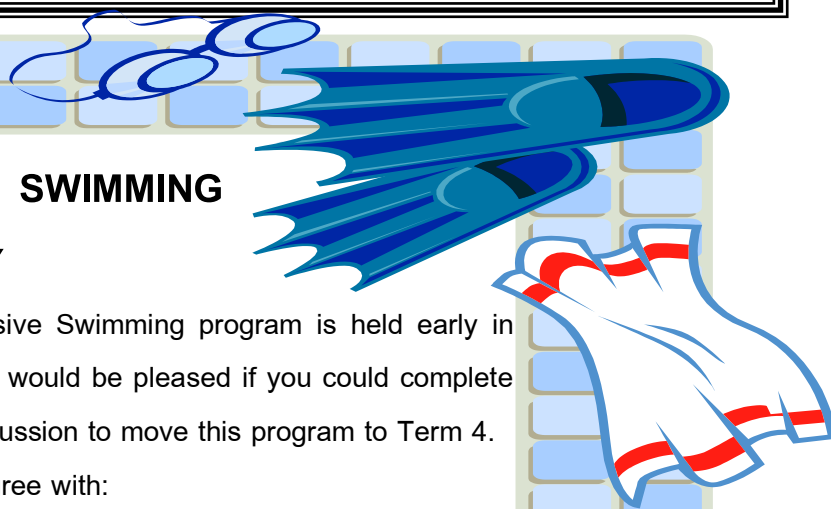 SWIMMING
sive Swimming program is held early in
would be pleased if you could complete
ussion to move this program to Term 4.
ree with: